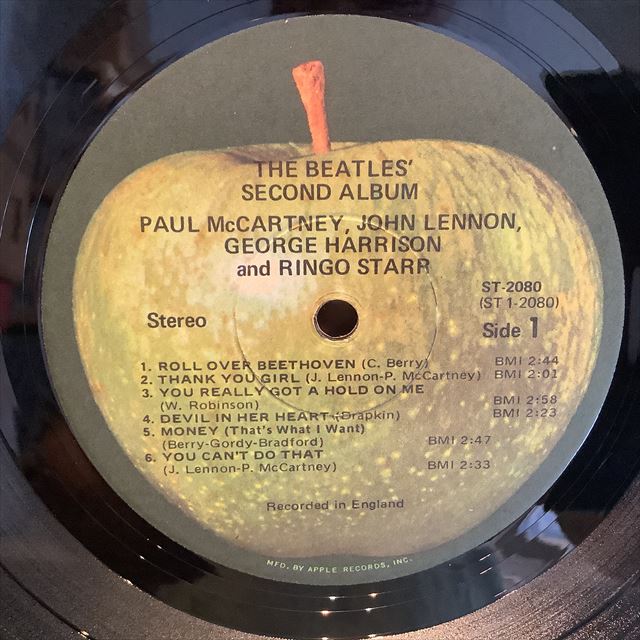 THE BEATLES'
SECOND ALBUM
PAUL McCARTNEY, JOHN LENNON,
GEORGE HARRISON
and RINGO STARR
ST-2080
(ST 1-2080)
Stereo
Side 1
1. ROLL OVER BEETHOVEN (C. Berry) BMI 2:44
2. THANK YOU GIRL (J. Lennon-P. McCartney) BMI 2:01
3. YOU REALLY GOT A HOLD ON ME
(W. Robinson) BMI 2:58
4. DEVIL IN HER HEART (Drapkin) BMI 2:23
5. MONEY (That's What I Want)
(Berry-Gordy-Bradford) BMI 2:47
6. YOU CAN'T DO THAT
(J. Lennon-P. McCartney) BMI 2:33
Recorded in England
MFD. BY APPLE RECORDS, INC.